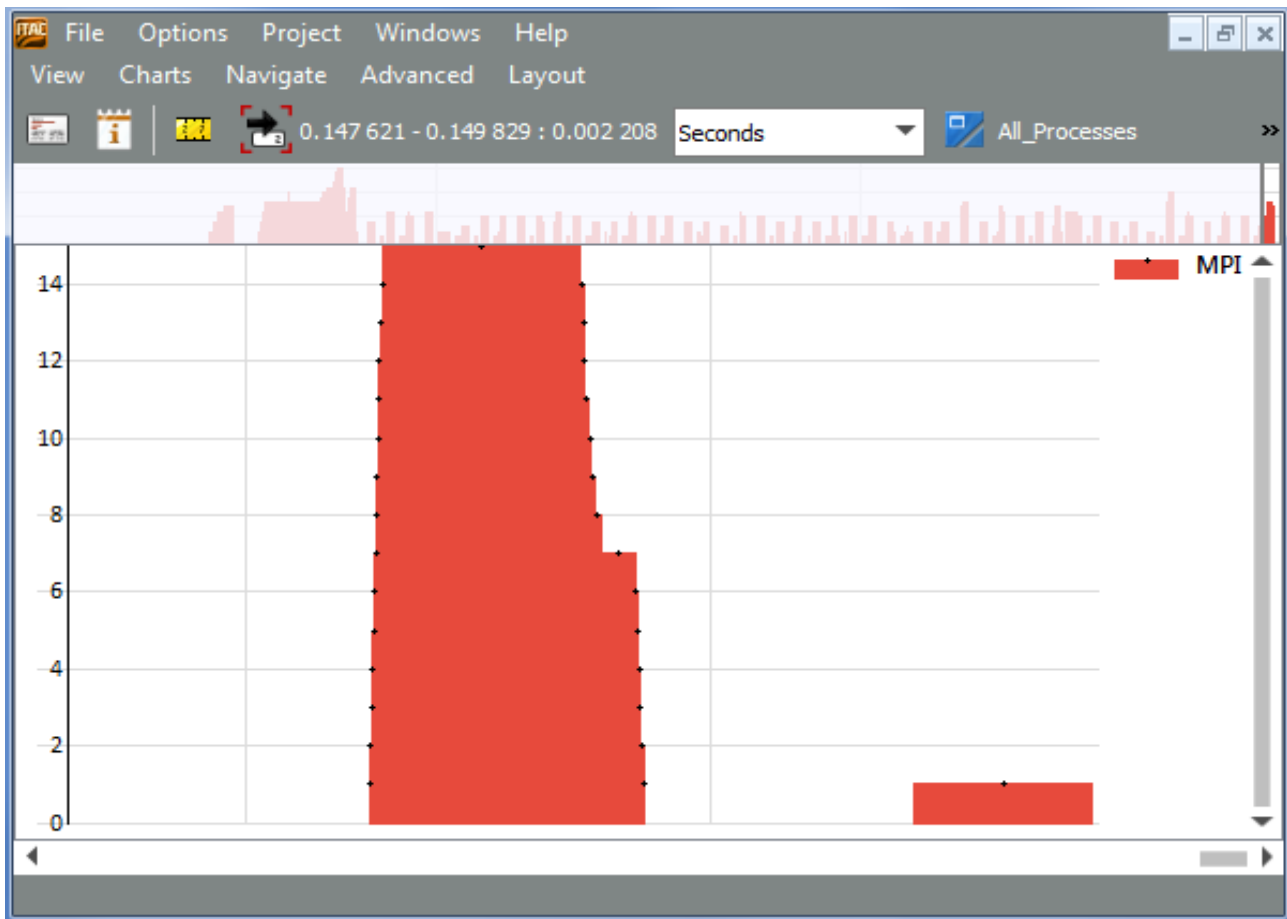 ITAC File Options Project Windows Help
View Charts Navigate Advanced Layout
i 2 0.147 621 - 0.149 829 : 0.002 208 Seconds All_Processes »
MPI
14
12
10
8
6
4
2
0